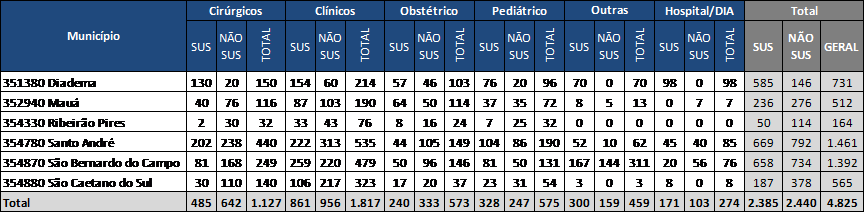 Município Cirúrgicos Clínicos Obstétrico Pediátrico Outras Hospital/DIA Total
SUS NÃO SUS TOTAL SUS NÃO SUS TOTAL SUS NÃO SUS TOTAL SUS NÃO SUS TOTAL SUS NÃO SUS TOTAL SUS NÃO SUS TOTAL SUS NÃO SUS GERAL
351380 Diadema 130 20 150 154 60 214 57 46 103 76 20 96 70 0 70 98 0 98 585 146 731
352940 Mauá 40 76 116 87 103 190 64 50 114 37 35 72 8 5 13 0 7 7 236 276 512
354330 Ribeirão Pires 2 30 32 33 43 76 8 16 24 7 25 32 0 0 0 0 0 0 50 114 164
354780 Santo André 202 238 440 222 313 535 44 105 149 104 86 190 52 10 62 45 40 85 669 792 1.461
354870 São Bernardo do Campo 81 168 249 259 220 479 50 96 146 81 50 131 167 144 311 20 56 76 658 734 1.392
354880 São Caetano do Sul 30 110 140 106 217 323 17 20 37 23 31 54 3 0 3 8 0 8 187 378 565
Total 485 642 1.127 861 956 1.817 240 333 573 328 247 575 300 159 459 171 103 274 2.385 2.440 4.825